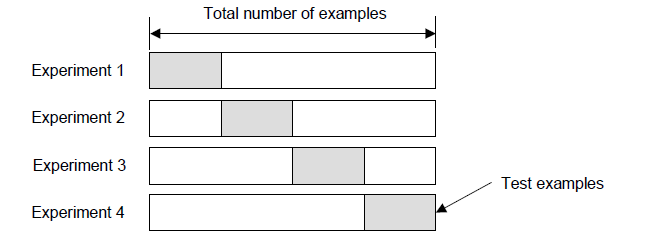 Total number of examples
Experiment 1
Experiment 2
Experiment 3
Test examples
Experiment 4